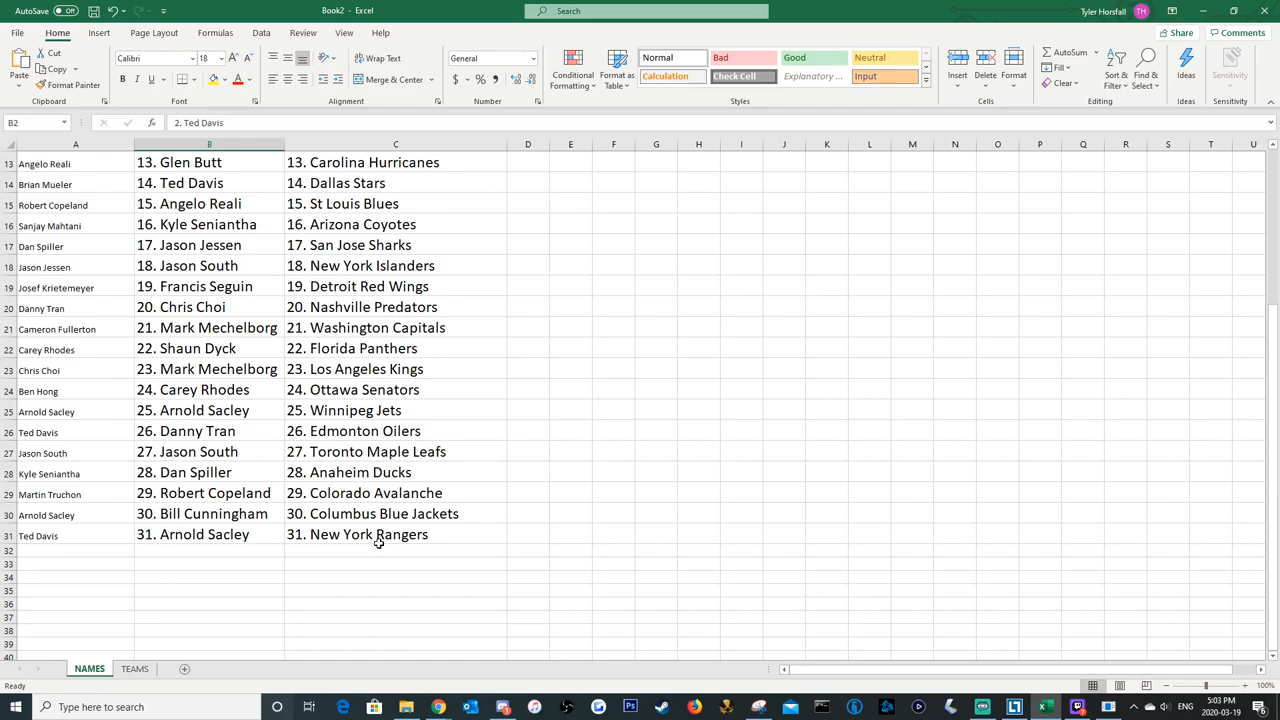 AutoSave Off Book2 - Excel Search Tyler Horsfall TH
File Home Insert Page Layout Formulas Data Review View Help Share Comments
Paste Cut Copy Format Painter Calibri 18 Wrap Text Merge & Center General Conditional Formatting Format as Table Normal Bad Good Neutral Calculation Check Cell Explanatory ... Input Insert Delete Format AutoSum Fill Clear Sort & Filter Find & Select Ideas Sensitivity
Clipboard Font Alignment Number Styles Cells Editing Ideas Sensitivity
B2 fx 2. Ted Davis
A B C D E F G H I J K L M N O P Q R S T U
13 Angelo Reali 13. Glen Butt 13. Carolina Hurricanes
14 Brian Mueler 14. Ted Davis 14. Dallas Stars
15 Robert Copeland 15. Angelo Reali 15. St Louis Blues
16 Sanjay Mahtani 16. Kyle Seniantha 16. Arizona Coyotes
17 Dan Spiller 17. Jason Jessen 17. San Jose Sharks
18 Jason Jessen 18. Jason South 18. New York Islanders
19 Josef Krietemeyer 19. Francis Seguin 19. Detroit Red Wings
20 Danny Tran 20. Chris Choi 20. Nashville Predators
21 Cameron Fullerton 21. Mark Mechelborg 21. Washington Capitals
22 Carey Rhodes 22. Shaun Dyck 22. Florida Panthers
23 Chris Choi 23. Mark Mechelborg 23. Los Angeles Kings
24 Ben Hong 24. Carey Rhodes 24. Ottawa Senators
25 Arnold Sacley 25. Arnold Sacley 25. Winnipeg Jets
26 Ted Davis 26. Danny Tran 26. Edmonton Oilers
27 Jason South 27. Jason South 27. Toronto Maple Leafs
28 Kyle Seniantha 28. Dan Spiller 28. Anaheim Ducks
29 Martin Truchon 29. Robert Copeland 29. Colorado Avalanche
30 Arnold Sacley 30. Bill Cunningham 30. Columbus Blue Jackets
31 Ted Davis 31. Arnold Sacley 31. New York Rangers
32
33
34
35
36
37
38
39
40
NAMES TEAMS
Ready 100%
Type here to search ENG 5:03 PM
2020-03-19